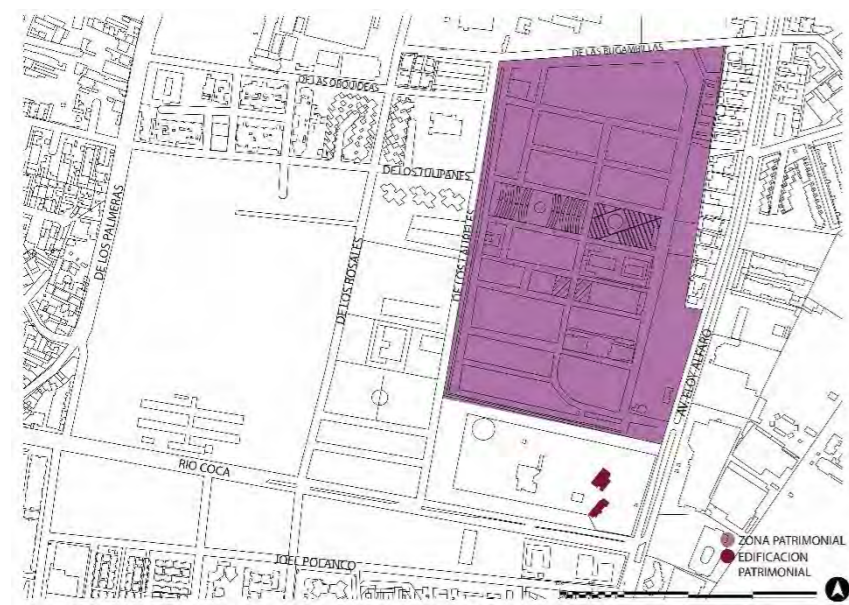 DE LAS BUGAMBILLAS
DE LAS ORQUIDEAS
DE LOS TULIPANES
DE LOS PALMERAS
DE LOS ROSALES
DE LOS LAURELES
AV. ELOY ALFARO
RIO COCA
JOEL POLANCO
ZONA PATRIMONIAL
EDIFICACION
PATRIMONIAL